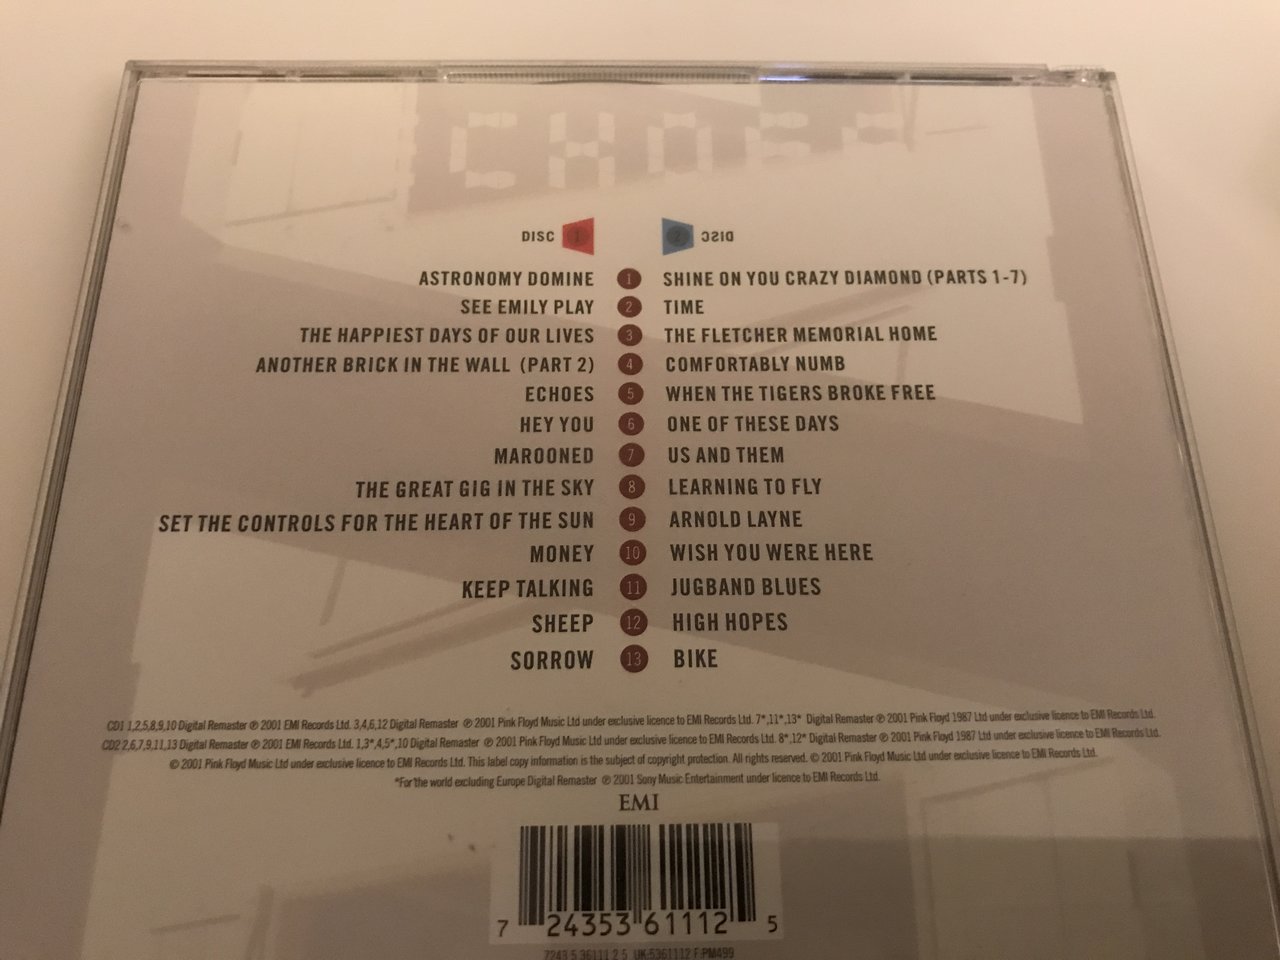 DISC 1
2 DISC
ASTRONOMY DOMINE 1 SHINE ON YOU CRAZY DIAMOND (PARTS 1-7)
SEE EMILY PLAY 2 TIME
THE HAPPIEST DAYS OF OUR LIVES 3 THE FLETCHER MEMORIAL HOME
ANOTHER BRICK IN THE WALL (PART 2) 4 COMFORTABLY NUMB
ECHOES 5 WHEN THE TIGERS BROKE FREE
HEY YOU 6 ONE OF THESE DAYS
MAROONED 7 US AND THEM
THE GREAT GIG IN THE SKY 8 LEARNING TO FLY
SET THE CONTROLS FOR THE HEART OF THE SUN 9 ARNOLD LAYNE
MONEY 10 WISH YOU WERE HERE
KEEP TALKING 11 JUGBAND BLUES
SHEEP 12 HIGH HOPES
SORROW 13 BIKE
CD1 1,2,5,8,9,10 Digital Remaster ℗ 2001 EMI Records Ltd. 3,4,6,12 Digital Remaster ℗ 2001 Pink Floyd Music Ltd under exclusive licence to EMI Records Ltd. 7*,11*,13* Digital Remaster ℗ 2001 Pink Floyd 1987 Ltd under exclusive licence to EMI Records Ltd.
CD2 2,6,7,9,11,13 Digital Remaster ℗ 2001 EMI Records Ltd. 1,3*,4,5*,10 Digital Remaster ℗ 2001 Pink Floyd Music Ltd under exclusive licence to EMI Records Ltd. 8*,12* Digital Remaster ℗ 2001 Pink Floyd 1987 Ltd under exclusive licence to EMI Records Ltd.
© 2001 Pink Floyd Music Ltd under exclusive licence to EMI Records Ltd. This label copy information is the subject of copyright protection. All rights reserved. © 2001 Pink Floyd Music Ltd under exclusive licence to EMI Records Ltd.
*For the world excluding Europe Digital Remaster ℗ 2001 Sony Music Entertainment under licence to EMI Records Ltd.
EMI
7 24353 61112 5
7243 5 36111 2 5 UK:5361112 F:PM499